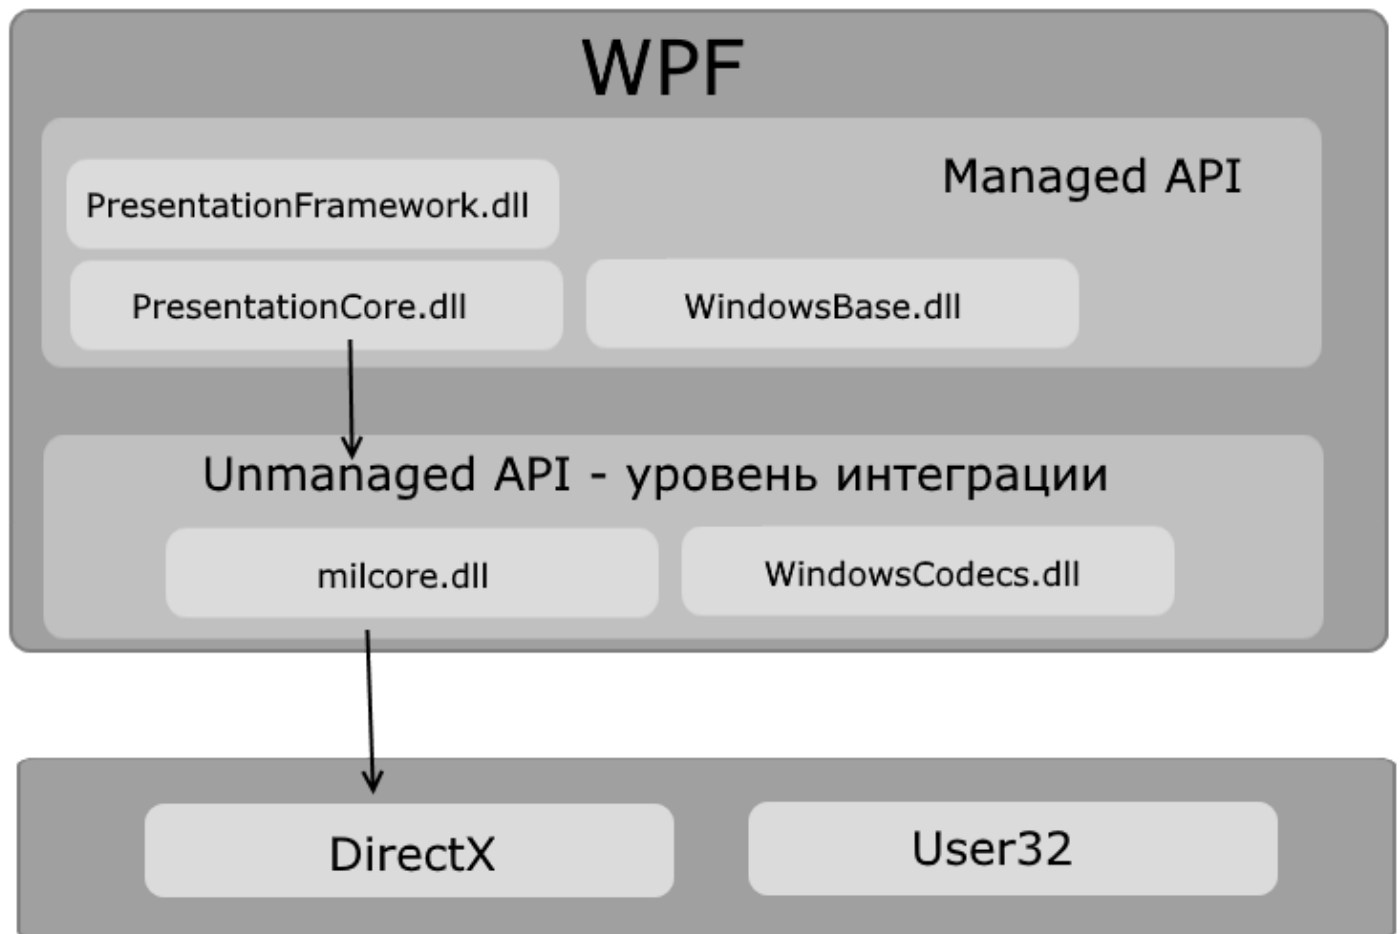 WPF
Managed API
PresentationFramework.dll
PresentationCore.dll
WindowsBase.dll
Unmanaged API - уровень интеграции
milcore.dll
WindowsCodecs.dll
DirectX
User32